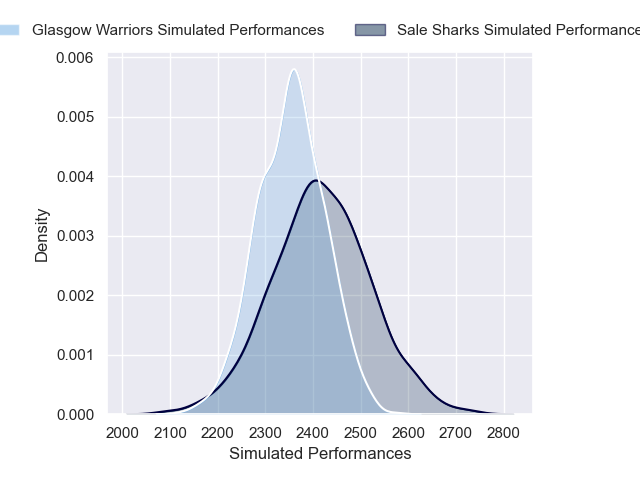 Glasgow Warriors Simulated Performances
Sale Sharks Simulated Performance
0.006
0.005
0.004
0.003
0.002
0.001
0.000
Density
2000 2100 2200 2300 2400 2500 2600 2700 2800
Simulated Performances